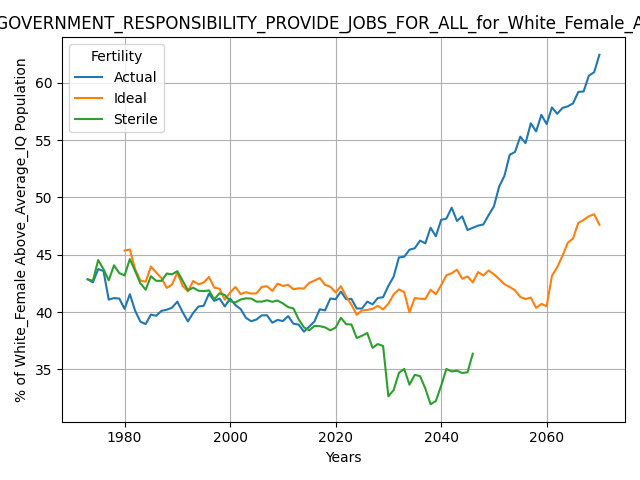 GOVERNMENT_RESPONSIBILITY_PROVIDE_JOBS_FOR_ALL_for_White_Female_A
Fertility
Actual
Ideal
Sterile
% of White_Female Above_Average_IQ Population
60
55
50
45
40
35
1980
2000
2020
2040
2060
Years